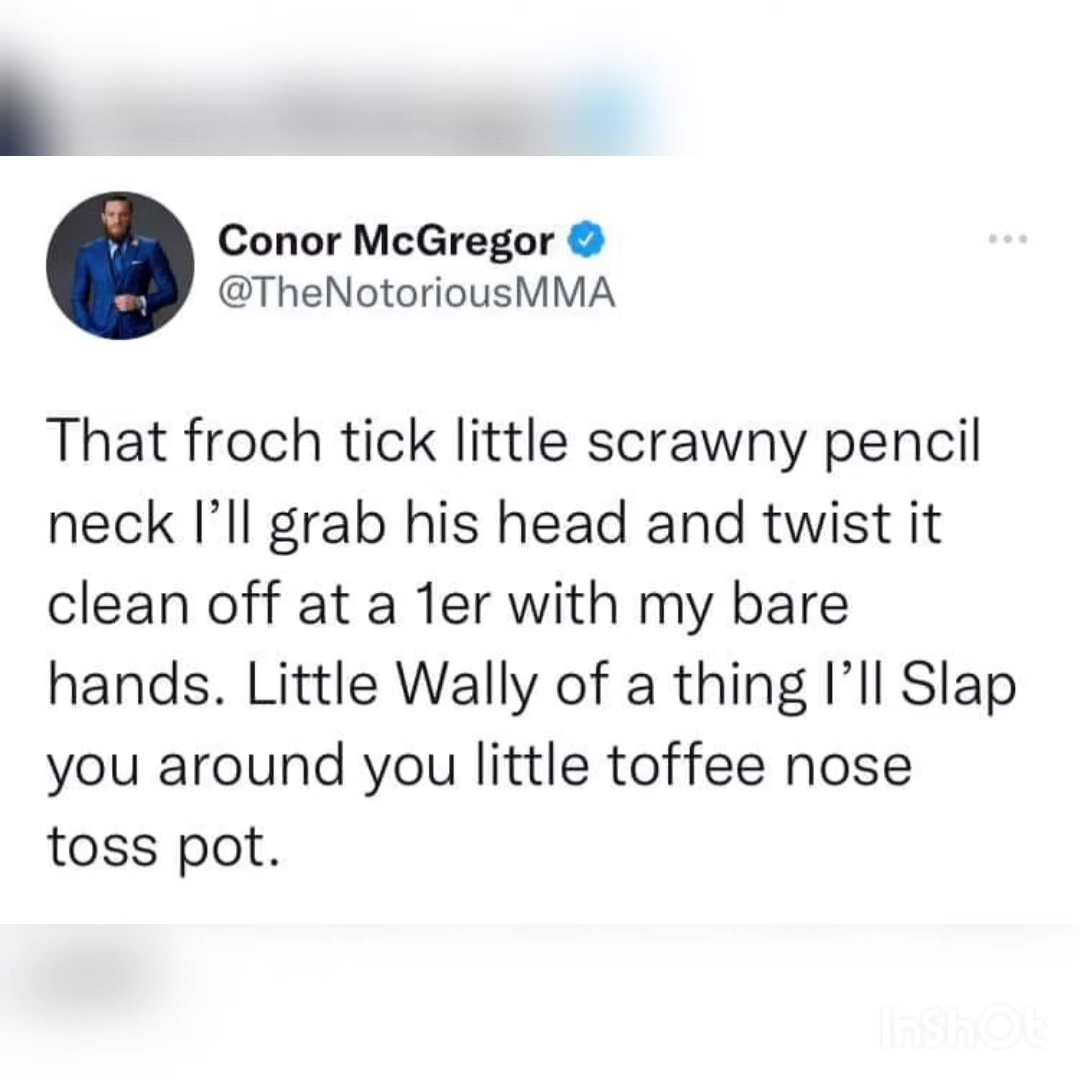 Conor McGregor
@TheNotoriousMMA
That froch tick little scrawny pencil
neck I’ll grab his head and twist it
clean off at a 1er with my bare
hands. Little Wally of a thing I’ll Slap
you around you little toffee nose
toss pot.
InShOt